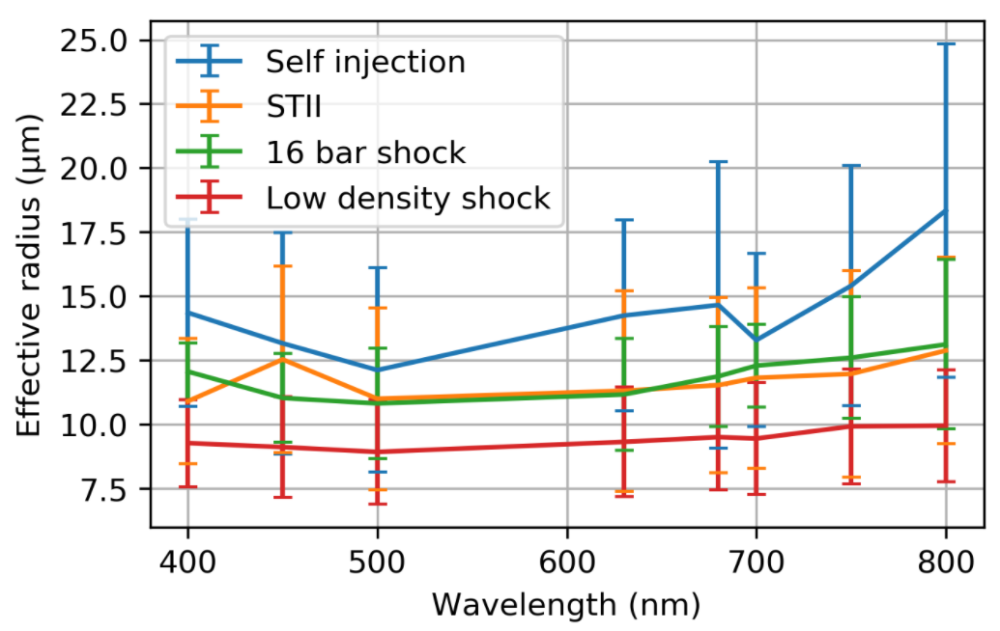 25.0
22.5
20.0
17.5
15.0
12.5
10.0
7.5
Effective radius (μm)
Self injection
STII
16 bar shock
Low density shock
400 500 600 700 800
Wavelength (nm)